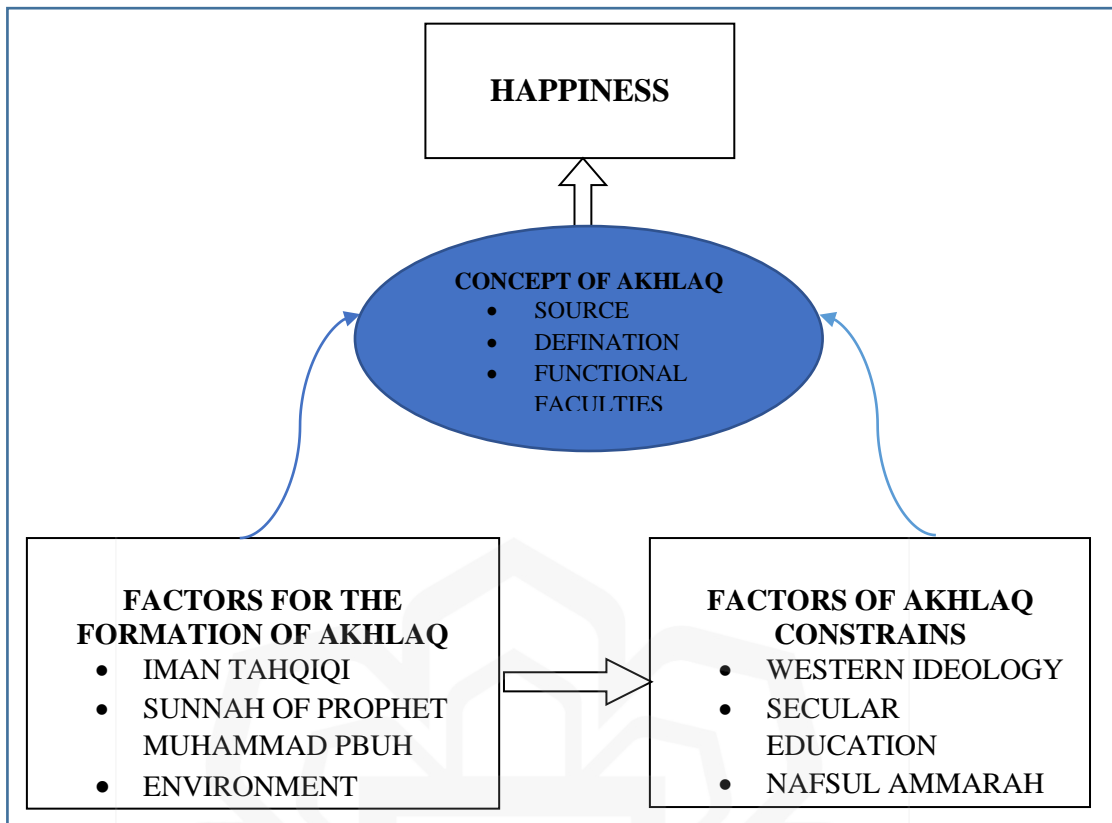 HAPPINESS
CONCEPT OF AKHLAQ
• SOURCE
• DEFINATION
• FUNCTIONAL
FACULTIES
FACTORS FOR THE
FORMATION OF AKHLAQ
• IMAN TAHQIQI
• SUNNAH OF PROPHET
MUHAMMAD PBUH
• ENVIRONMENT
FACTORS OF AKHLAQ
CONSTRAINS
• WESTERN IDEOLOGY
• SECULAR
EDUCATION
• NAFSUL AMMARAH